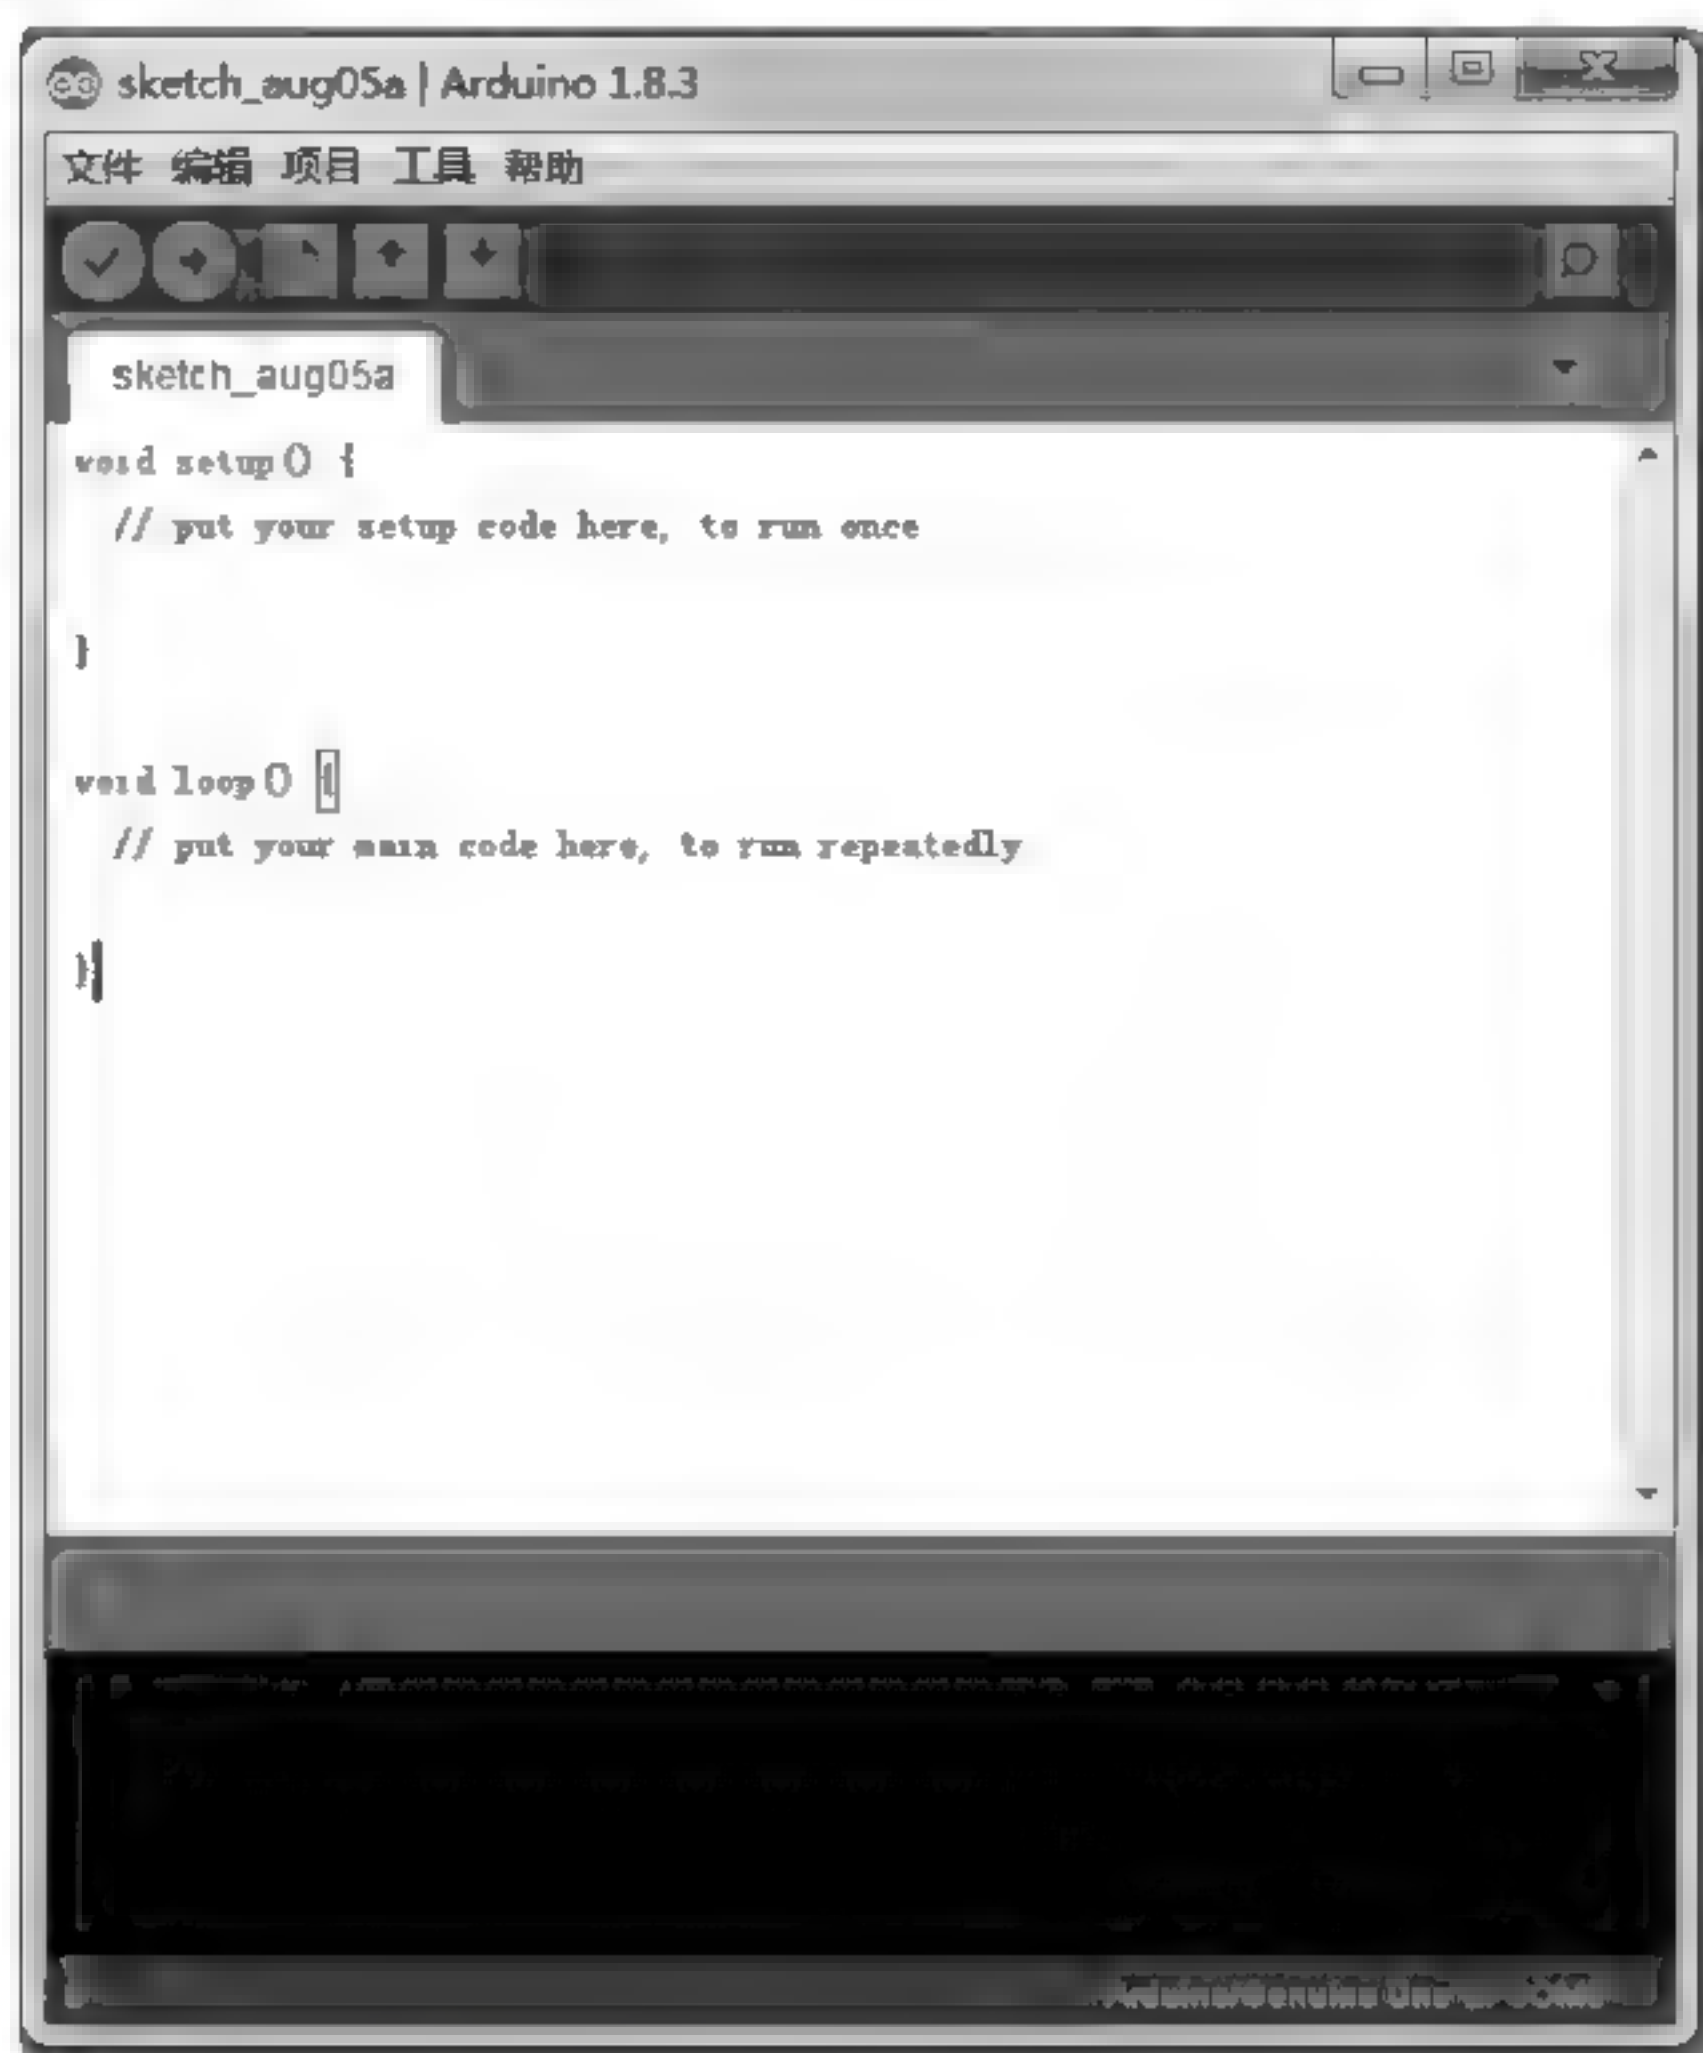 sketch_aug05a | Arduino 1.8.3
文件 编辑 项目 工具 帮助
sketch_aug05a
void setup() {
// put your setup code here, to run once
}
void loop() {
// put your main code here, to run repeatedly
}